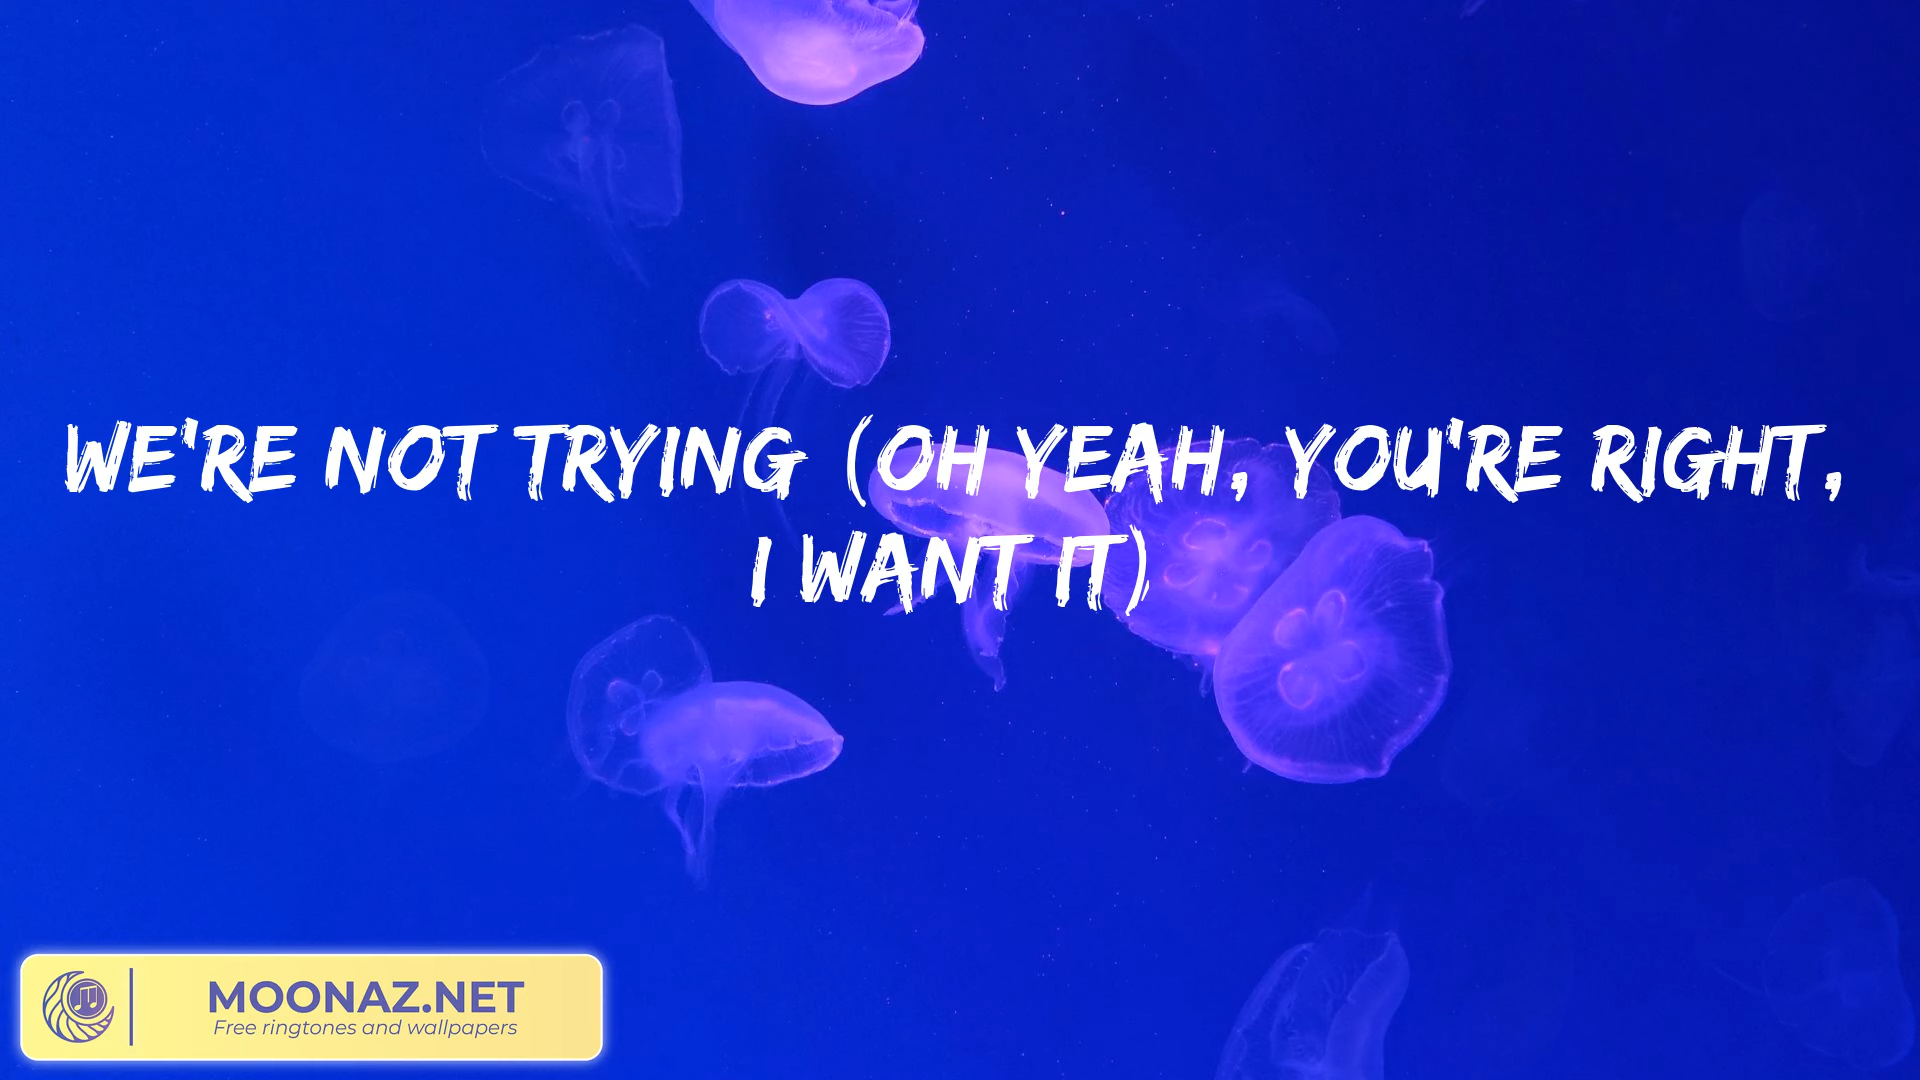 WE'RE NOT TRYING (OH YEAH, YOU'RE RIGHT,
I WANT IT)
MOONAZ.NET
Free ringtones and wallpapers